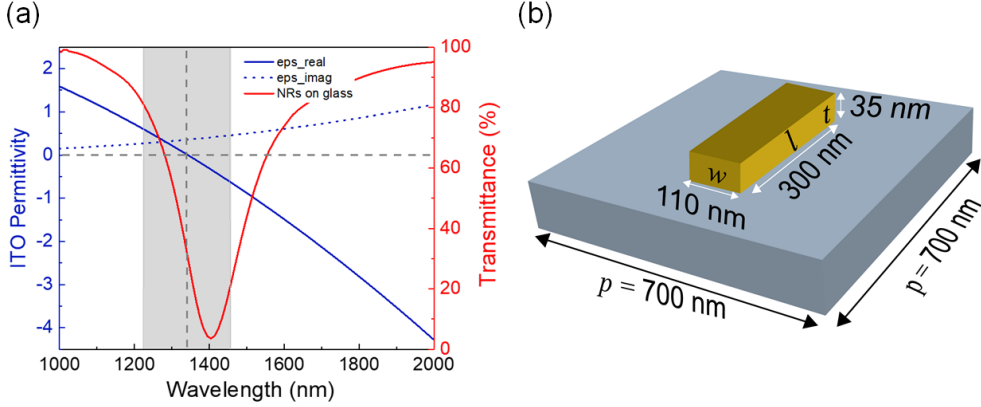 (a)
(b)
eps_real
eps_imag
NRs on glass
ITO Permittivity
2
1
0
-1
-2
-3
-4
1000 1200 1400 1600 1800 2000
Wavelength (nm)
100
80
60
40
20
0
Transmittance (%)
t
35 nm
l
300 nm
w
110 nm
p = 700 nm
p = 700 nm